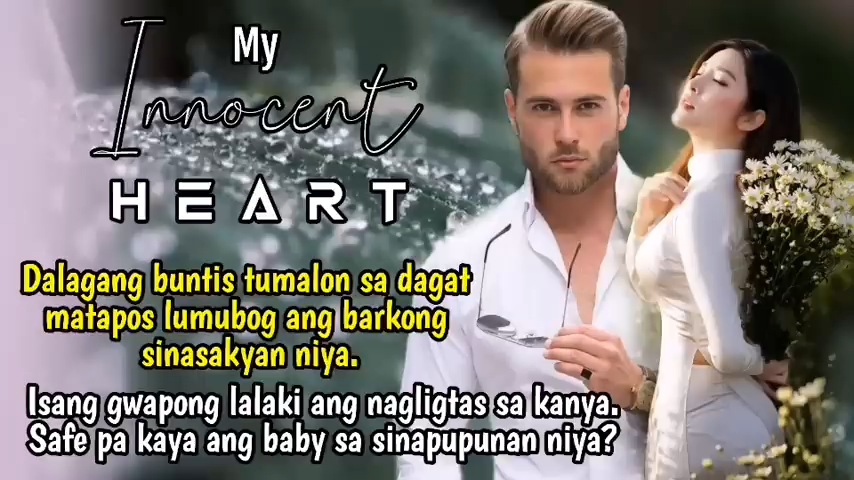 My
Innocent
HEART
Dalagang buntis tumalon sa dagat
matapos lumubog ang barkong
sinasakyan niya.
Isang gwapong lalaki ang nagligtas sa kanya.
Safe pa kaya ang baby sa sinapupunan niya?